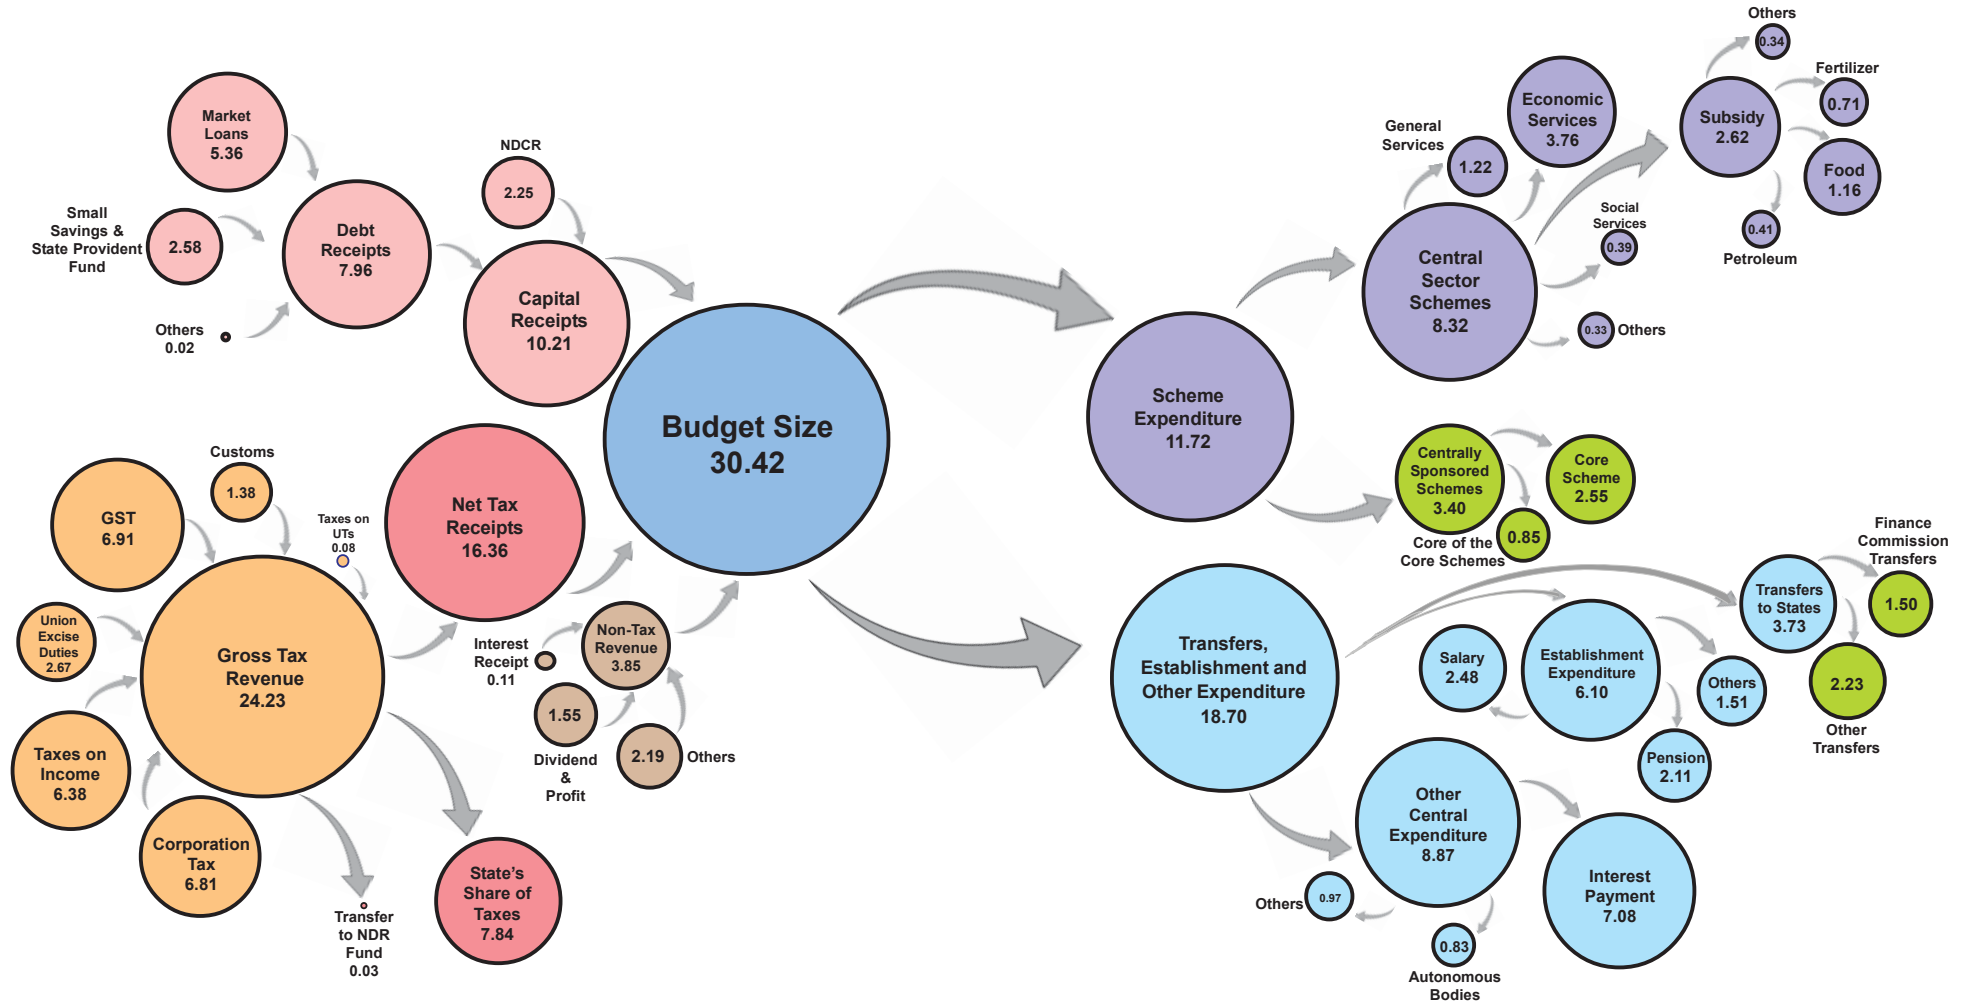 Market
Loans
5.36
Small
Savings &
State Provident
Fund
2.58
Others
0.02
Debt
Receipts
7.96
NDCR
2.25
Capital
Receipts
10.21
Budget Size
30.42
GST
6.91
Customs
1.38
Taxes on
UTs
0.08
Union
Excise
Duties
2.67
Gross Tax
Revenue
24.23
Taxes on
Income
6.38
Corporation
Tax
6.81
Net Tax
Receipts
16.36
Interest
Receipt
0.11
Non-Tax
Revenue
3.85
1.55
Dividend
&
Profit
2.19
Others
Transfer
to NDR
Fund
0.03
State’s
Share of
Taxes
7.84
Scheme
Expenditure
11.72
Central
Sector
Schemes
8.32
General
Services
1.22
Economic
Services
3.76
Subsidy
2.62
Others
0.34
Fertilizer
0.71
Food
1.16
0.41
Petroleum
Social
Services
0.39
0.33
Others
Centrally
Sponsored
Schemes
3.40
Core
Scheme
2.55
0.85
Core of the
Core Schemes
Transfers,
Establishment and
Other Expenditure
18.70
Transfers
to States
3.73
Finance
Commission
Transfers
1.50
2.23
Other
Transfers
Establishment
Expenditure
6.10
Salary
2.48
Others
1.51
Pension
2.11
Other
Central
Expenditure
8.87
Interest
Payment
7.08
Others
0.97
0.83
Autonomous
Bodies